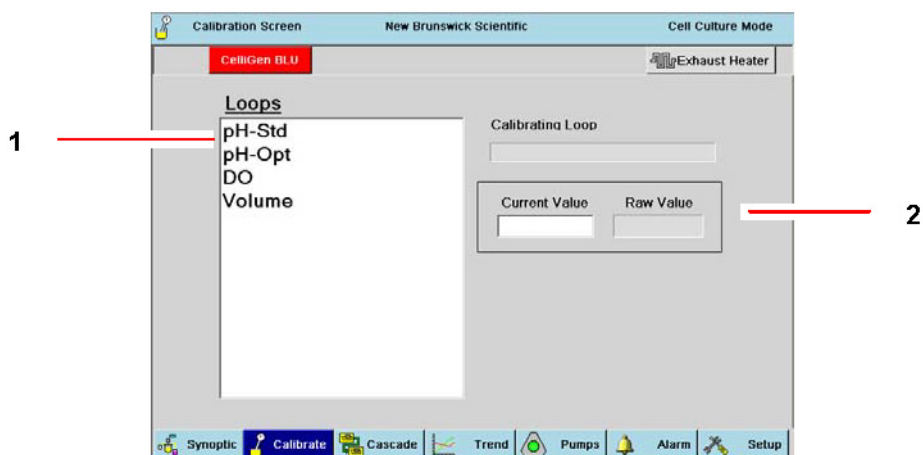 Calibration Screen New Brunswick Scientific Cell Culture Mode
CelliGen BLU Exhaust Heater
Loops
pH-Std
pH-Opt
DO
Volume
Calibrating Loop
Current Value Raw Value
1
2
Synoptic Calibrate Cascade Trend Pumps Alarm Setup